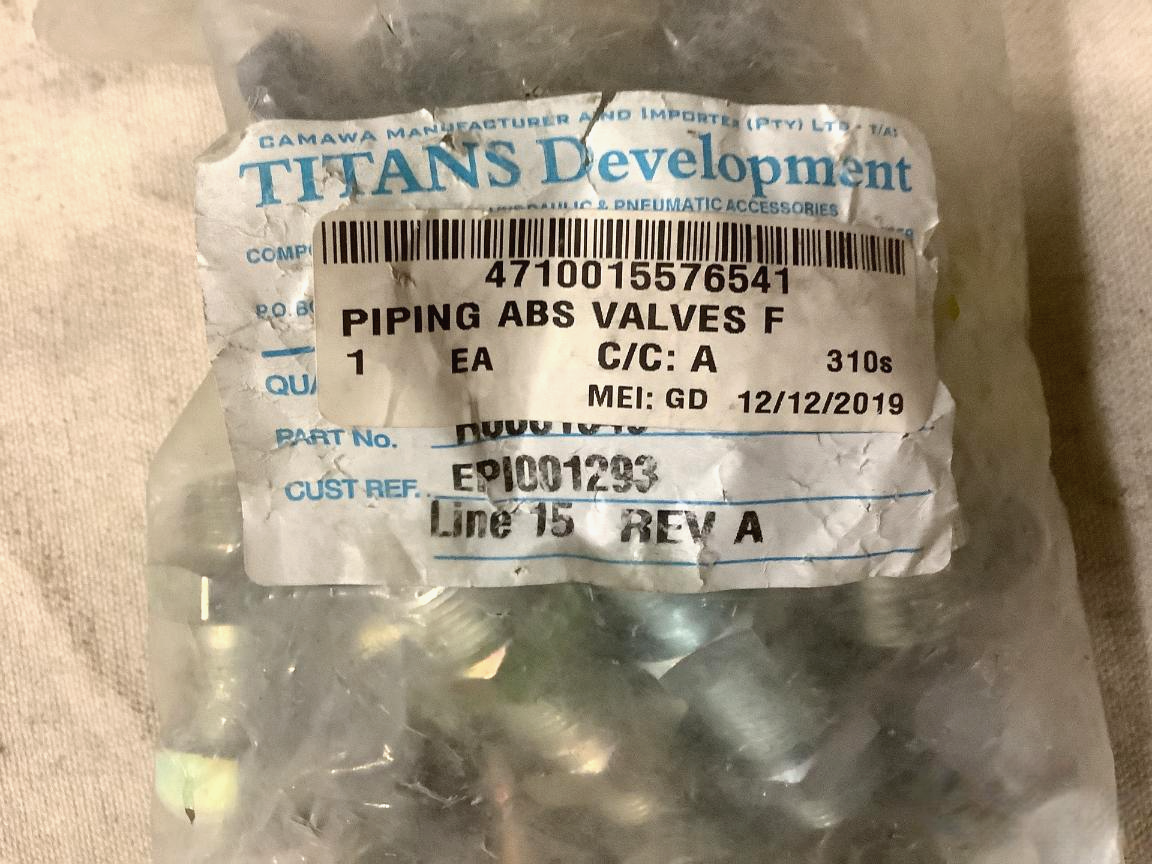 CAMAWA MANUFACTURER AND IMPORTER (PTY) LTD - T/AS
TITANS Development
HYDRAULIC & PNEUMATIC ACCESSORIES
4710015576541
PIPING ABS VALVES F
1 EA C/C: A 310s
MEI: GD 12/12/2019
PART No.
CUST REF. EPI001293
Line 15 REV A